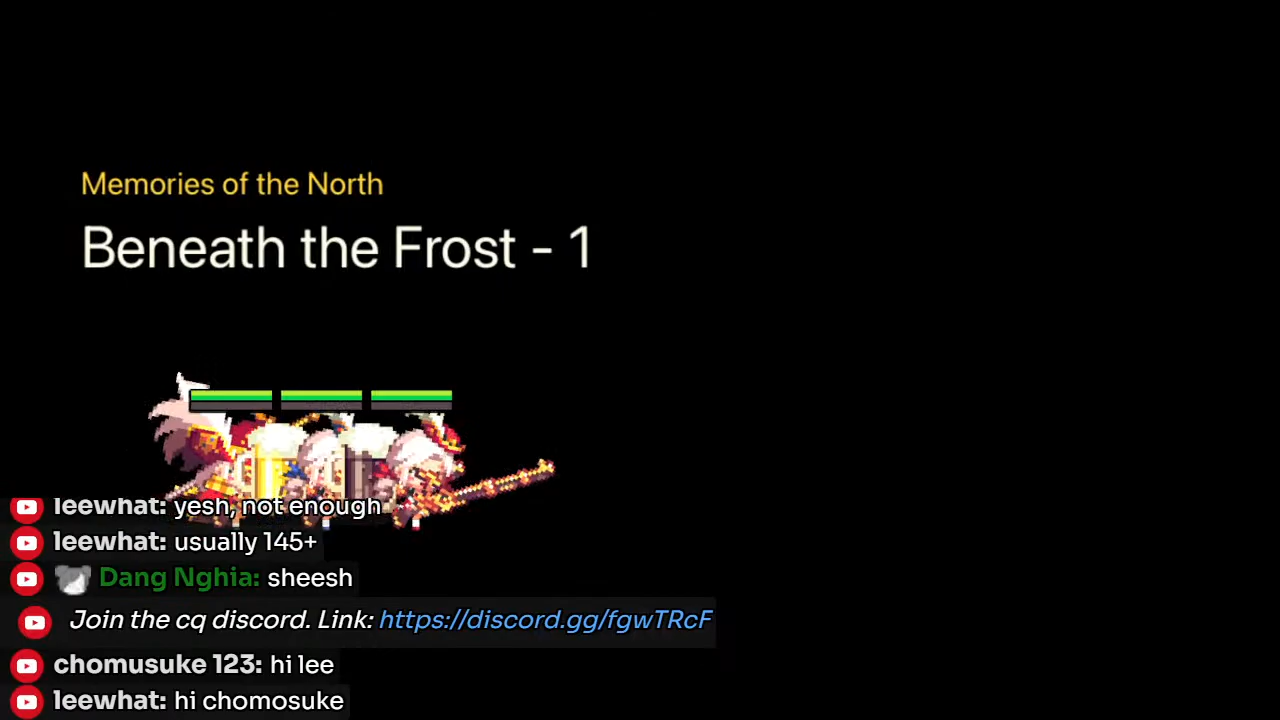 Memories of the North
Beneath the Frost - 1
leewhat: yesh, not enough
leewhat: usually 145+
Dang Nghia: sheesh
Join the cq discord. Link: https://discord.gg/fgwTRcF
chomusuke 123: hi lee
leewhat: hi chomosuke